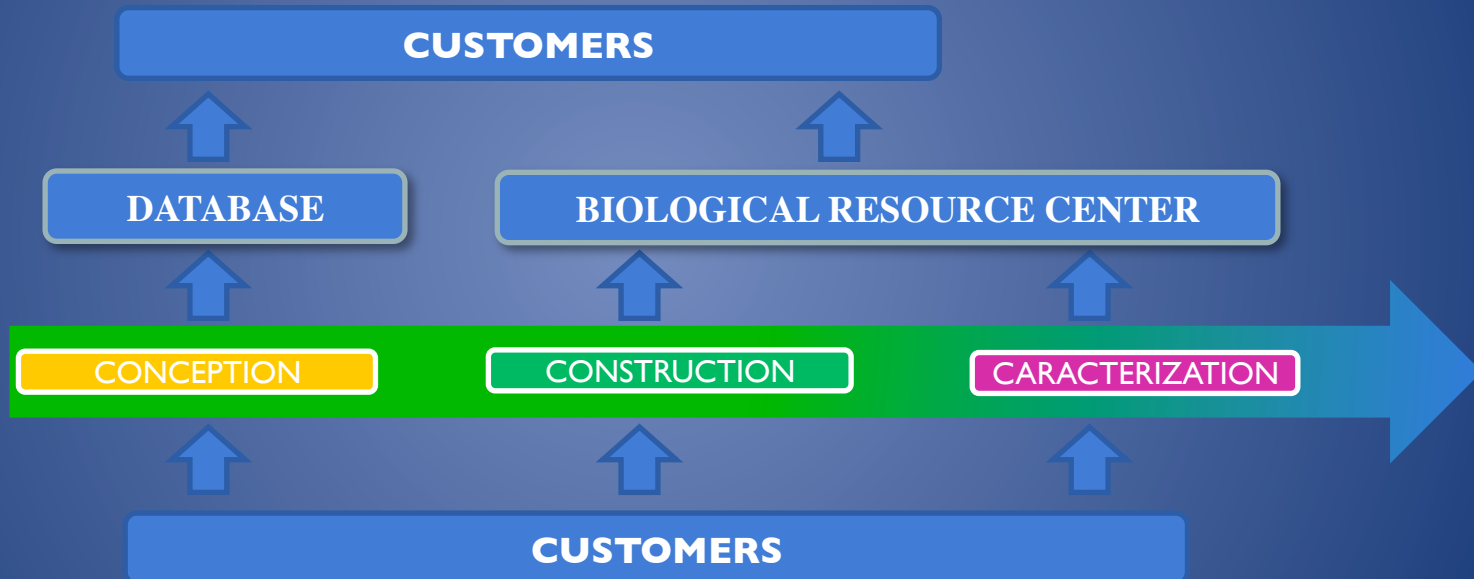 CUSTOMERS
DATABASE
BIOLOGICAL RESOURCE CENTER
CONCEPTION
CONSTRUCTION
CARACTERIZATION
CUSTOMERS